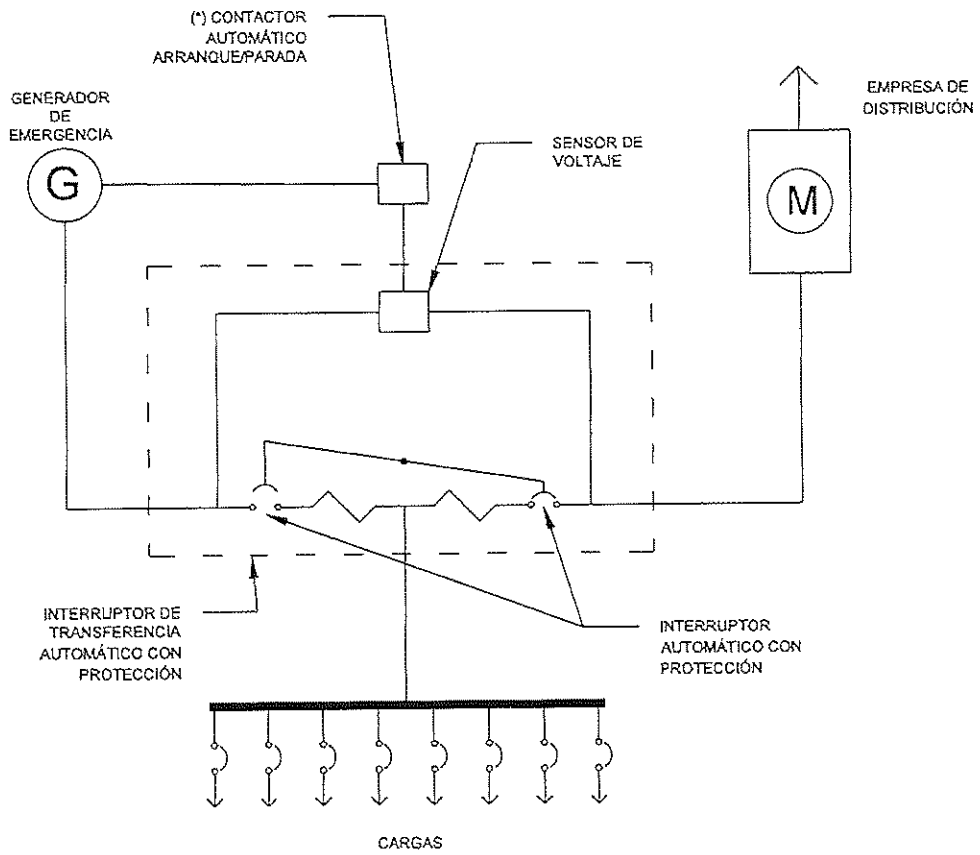 (*) CONTACTOR
AUTOMÁTICO
ARRANQUE/PARADA
GENERADOR
DE
EMERGENCIA
G
SENSOR DE
VOLTAJE
EMPRESA DE
DISTRIBUCIÓN
M
INTERRUPTOR DE
TRANSFERENCIA
AUTOMÁTICO CON
PROTECCIÓN
INTERRUPTOR
AUTOMÁTICO CON
PROTECCIÓN
CARGAS